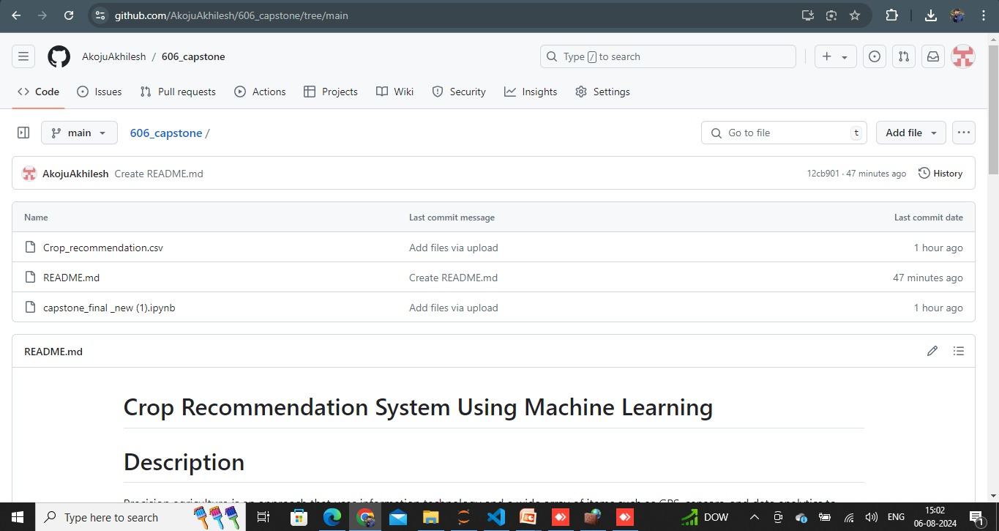 github.com/AkojuAkhilesh/606_capstone/tree/main
AkojuAkhilesh / 606_capstone
Type / to search
Code Issues Pull requests Actions Projects Wiki Security Insights Settings
main 606_capstone / Go to file t Add file
AkojuAkhilesh Create README.md 12cb901 · 47 minutes ago History
Name Last commit message Last commit date
Crop_recommendation.csv Add files via upload 1 hour ago
README.md Create README.md 47 minutes ago
capstone_final _new (1).ipynb Add files via upload 1 hour ago
README.md
Crop Recommendation System Using Machine Learning
Description
Precision agriculture is an approach that uses information technology and a wide array of items such as GPS, sensors, and data analytics to
Type here to search DOW ENG 15:02
06-08-2024 1